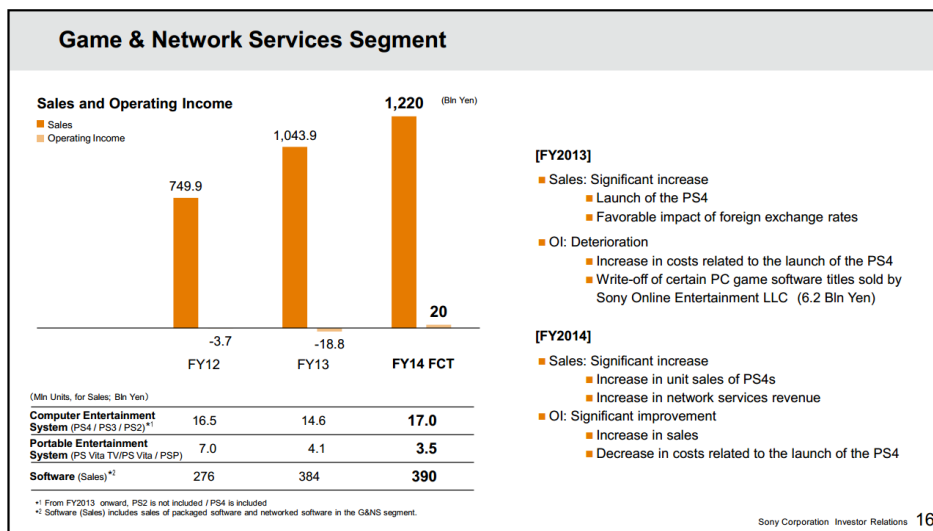 Game & Network Services Segment
Sales and Operating Income
(Bln Yen)
Sales
Operating Income
749.9
1,043.9
1,220
-3.7
-18.8
20
FY12
FY13
FY14 FCT
(Mln Units, for Sales; Bln Yen)
Computer Entertainment
System (PS4 / PS3 / PS2)*1 16.5 14.6 17.0
Portable Entertainment
System (PS Vita TV/PS Vita / PSP) 7.0 4.1 3.5
Software (Sales)*2 276 384 390
*1 From FY2013 onward, PS2 is not included / PS4 is included
*2 Software (Sales) includes sales of packaged software and networked software in the G&NS segment.
[FY2013]
Sales: Significant increase
Launch of the PS4
Favorable impact of foreign exchange rates
OI: Deterioration
Increase in costs related to the launch of the PS4
Write-off of certain PC game software titles sold by
Sony Online Entertainment LLC (6.2 Bln Yen)
[FY2014]
Sales: Significant increase
Increase in unit sales of PS4s
Increase in network services revenue
OI: Significant improvement
Increase in sales
Decrease in costs related to the launch of the PS4
Sony Corporation Investor Relations 16